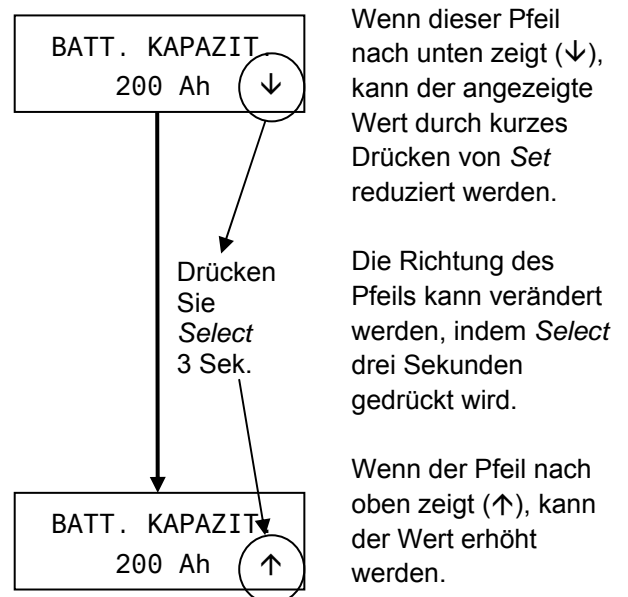 BATT. KAPAZIT.
200 Ah ↓
Drücken
Sie
Select
3 Sek.
BATT. KAPAZIT.
200 Ah ↑
Wenn dieser Pfeil
nach unten zeigt (↓),
kann der angezeigte
Wert durch kurzes
Drücken von Set
reduziert werden.
Die Richtung des
Pfeils kann verändert
werden, indem Select
drei Sekunden
gedrückt wird.
Wenn der Pfeil nach
oben zeigt (↑), kann
der Wert erhöht
werden.